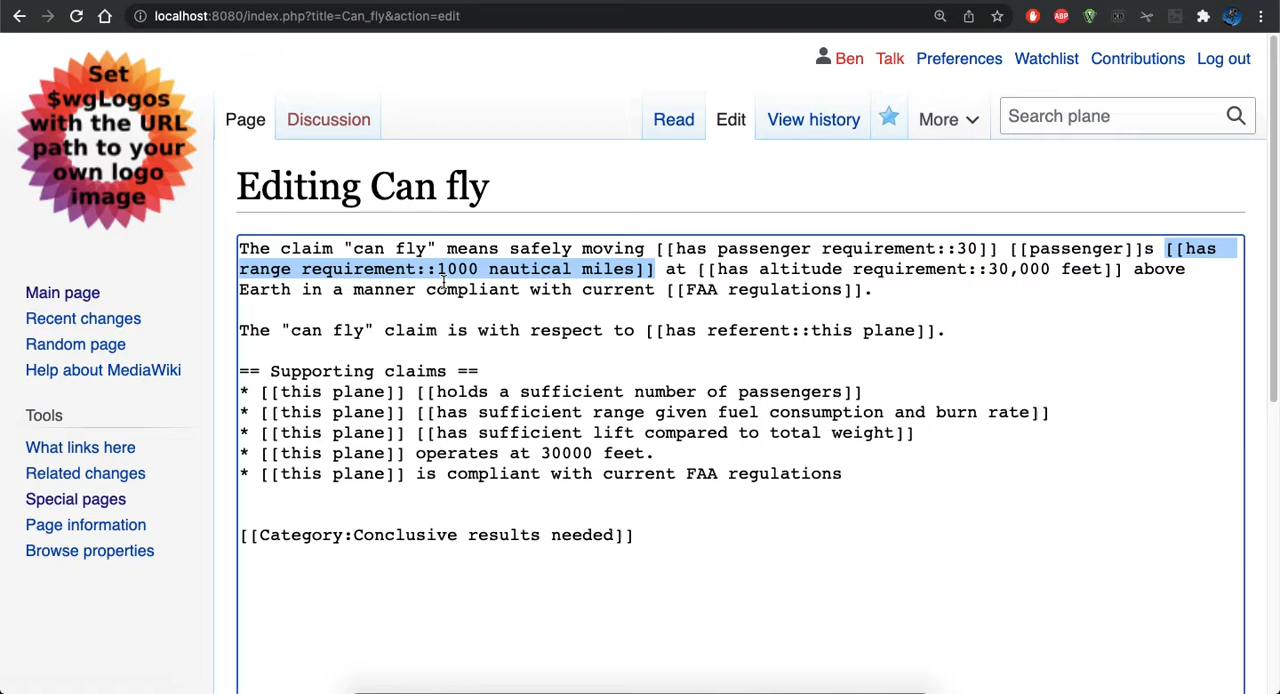 localhost:8080/index.php?title=Can_fly&action=edit
ABP
Set
$wgLogos
with the URL
path to your
own logo
image
Ben Talk Preferences Watchlist Contributions Log out
Page Discussion Read Edit View history More Search plane
Editing Can fly
The claim "can fly" means safely moving [[has passenger requirement::30]] [[passenger]]s [[has
range requirement::1000 nautical miles]] at [[has altitude requirement::30,000 feet]] above
Earth in a manner compliant with current [[FAA regulations]].
The "can fly" claim is with respect to [[has referent::this plane]].
== Supporting claims ==
* [[this plane]] [[holds a sufficient number of passengers]]
* [[this plane]] [[has sufficient range given fuel consumption and burn rate]]
* [[this plane]] [[has sufficient lift compared to total weight]]
* [[this plane]] operates at 30000 feet.
* [[this plane]] is compliant with current FAA regulations
[[Category:Conclusive results needed]]
Main page
Recent changes
Random page
Help about MediaWiki
Tools
What links here
Related changes
Special pages
Page information
Browse properties